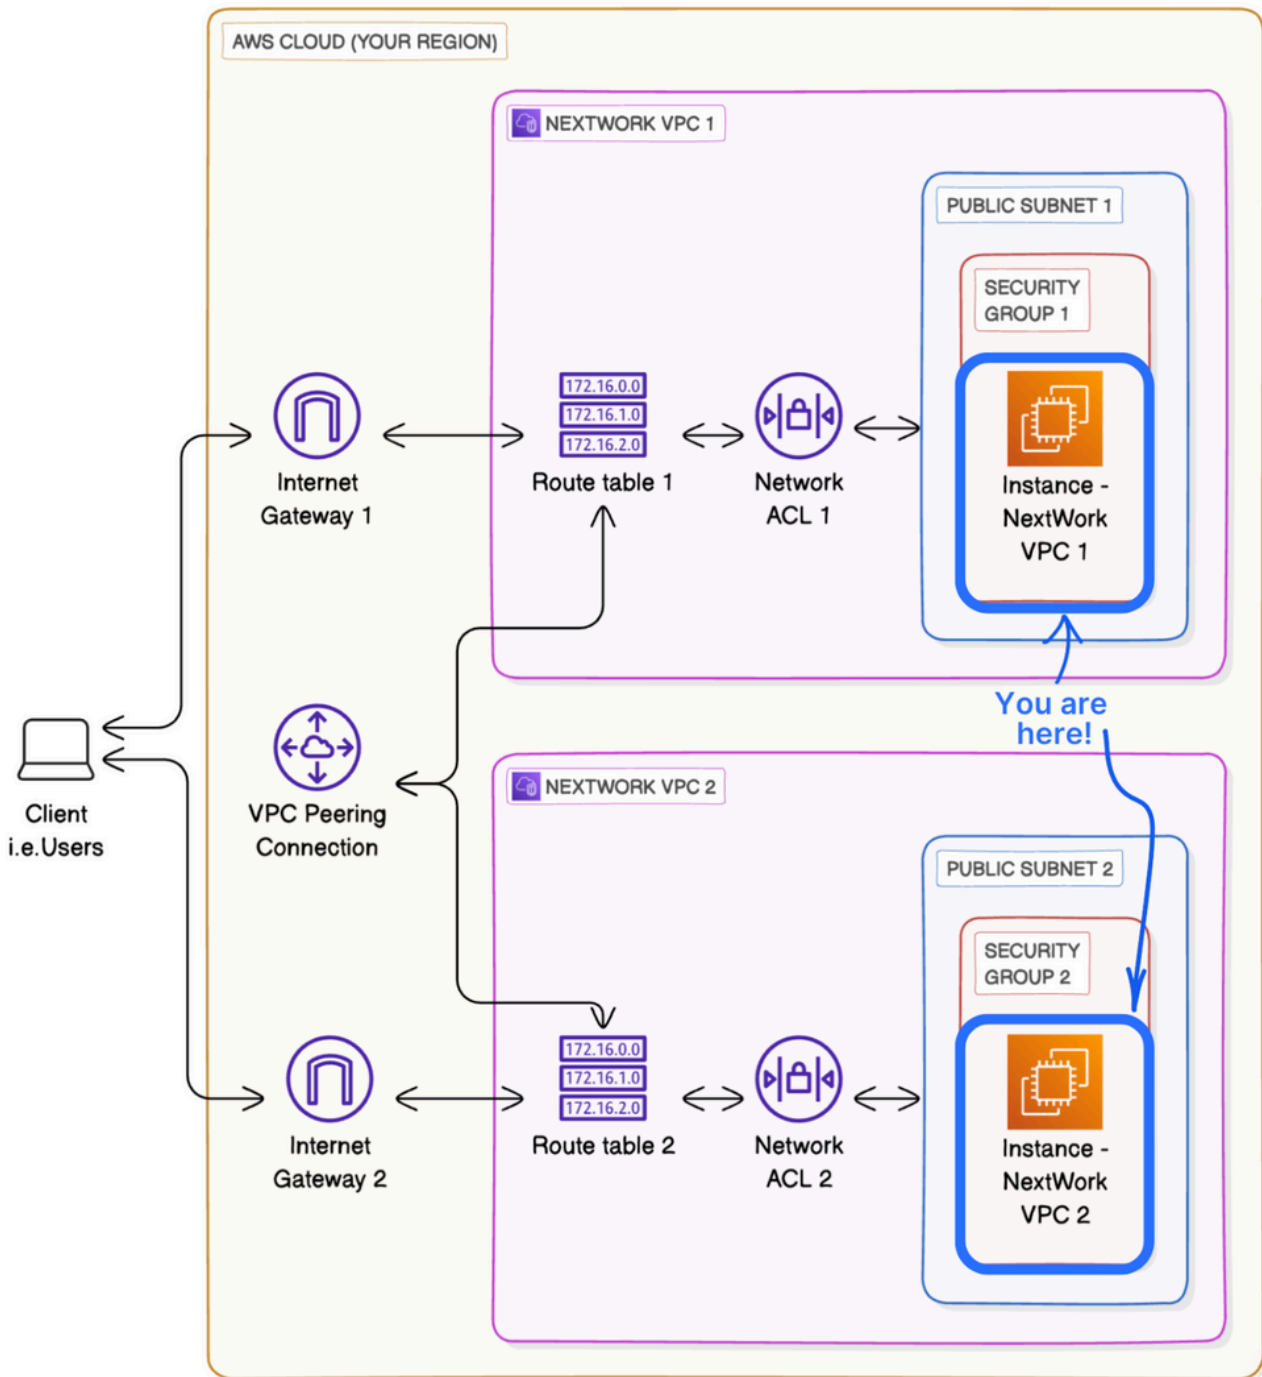 AWS CLOUD (YOUR REGION)
NEXTWORK VPC 1
PUBLIC SUBNET 1
SECURITY
GROUP 1
172.16.0.0
172.16.1.0
172.16.2.0
Internet
Gateway 1
Route table 1
Network
ACL 1
Instance -
NextWork
VPC 1
You are
here!
Client
i.e.Users
VPC Peering
Connection
NEXTWORK VPC 2
PUBLIC SUBNET 2
SECURITY
GROUP 2
172.16.0.0
172.16.1.0
172.16.2.0
Internet
Gateway 2
Route table 2
Network
ACL 2
Instance -
NextWork
VPC 2